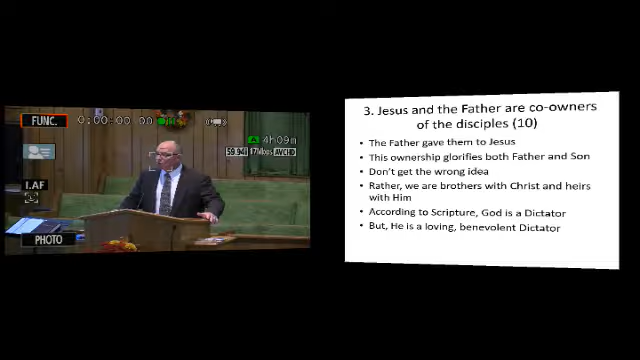 FUNC.
0:00:00.00
4h09m
59.94i 17Mbps AVCHD
I.AF
PHOTO
3. Jesus and the Father are co-owners
of the disciples (10)
• The Father gave them to Jesus
• This ownership glorifies both Father and Son
• Don't get the wrong idea
• Rather, we are brothers with Christ and heirs
with Him
• According to Scripture, God is a Dictator
• But, He is a loving, benevolent Dictator